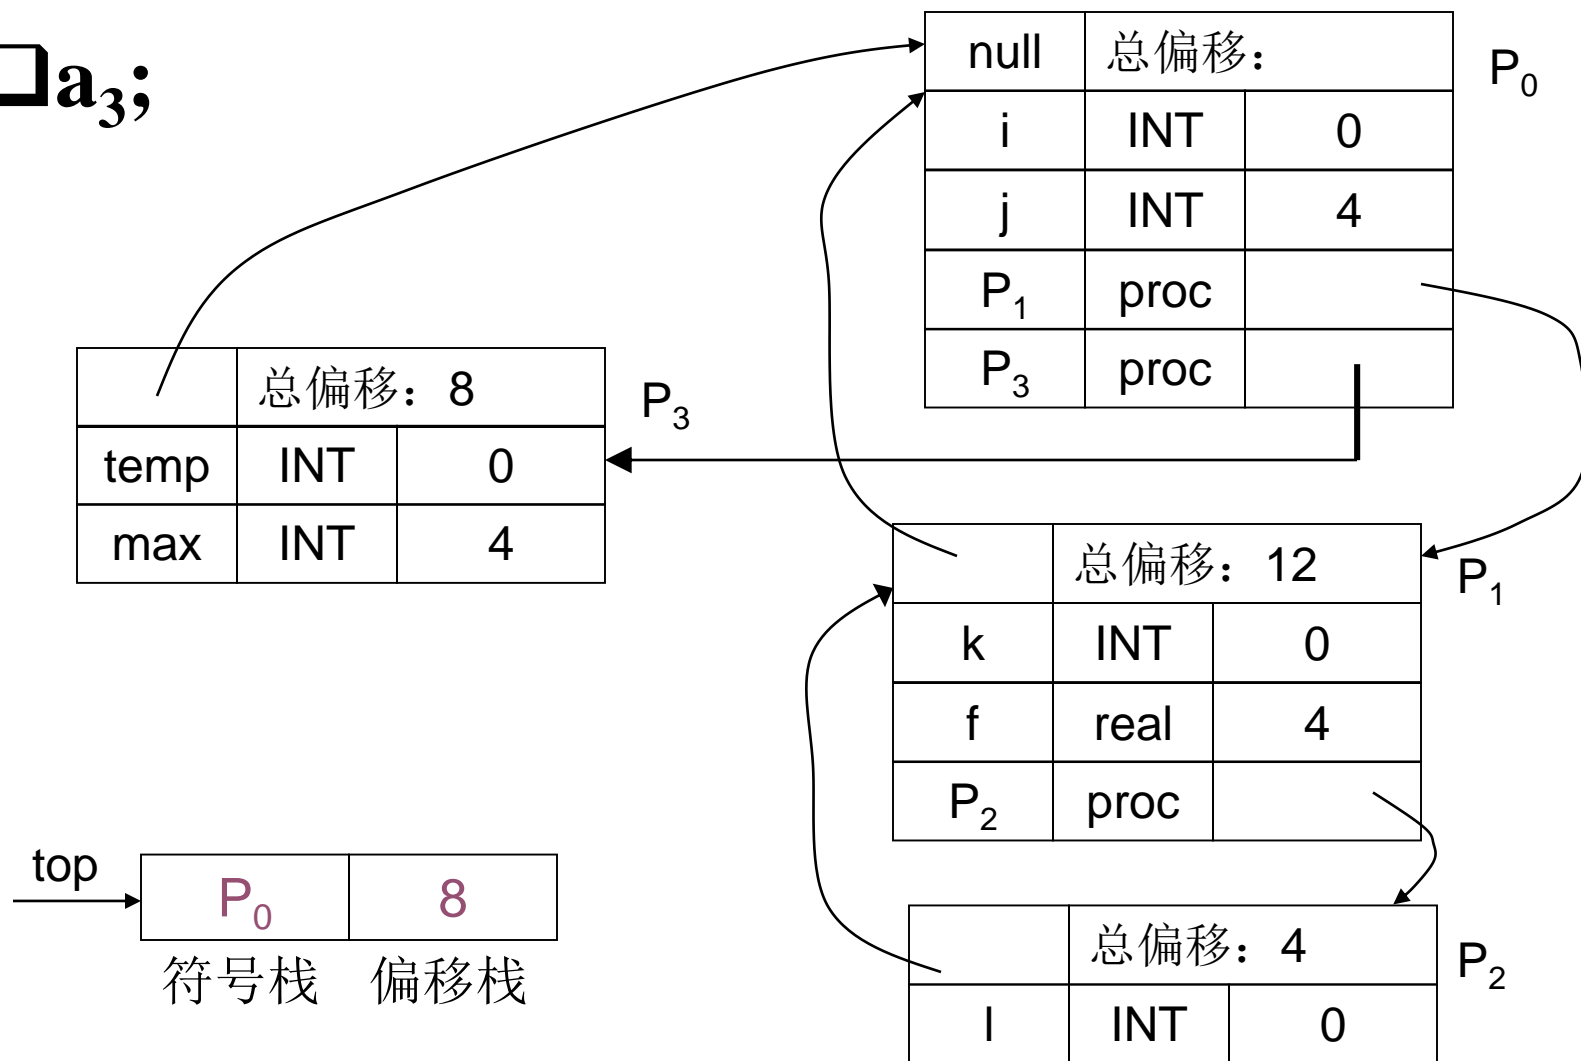 ❑a₃;
null 总偏移： P₀
i INT 0
j INT 4
P₁ proc
P₃ proc
总偏移：8 P₃
temp INT 0
max INT 4
总偏移：12 P₁
k INT 0
f real 4
P₂ proc
top P₀ 8
符号栈 偏移栈
总偏移：4 P₂
l INT 0